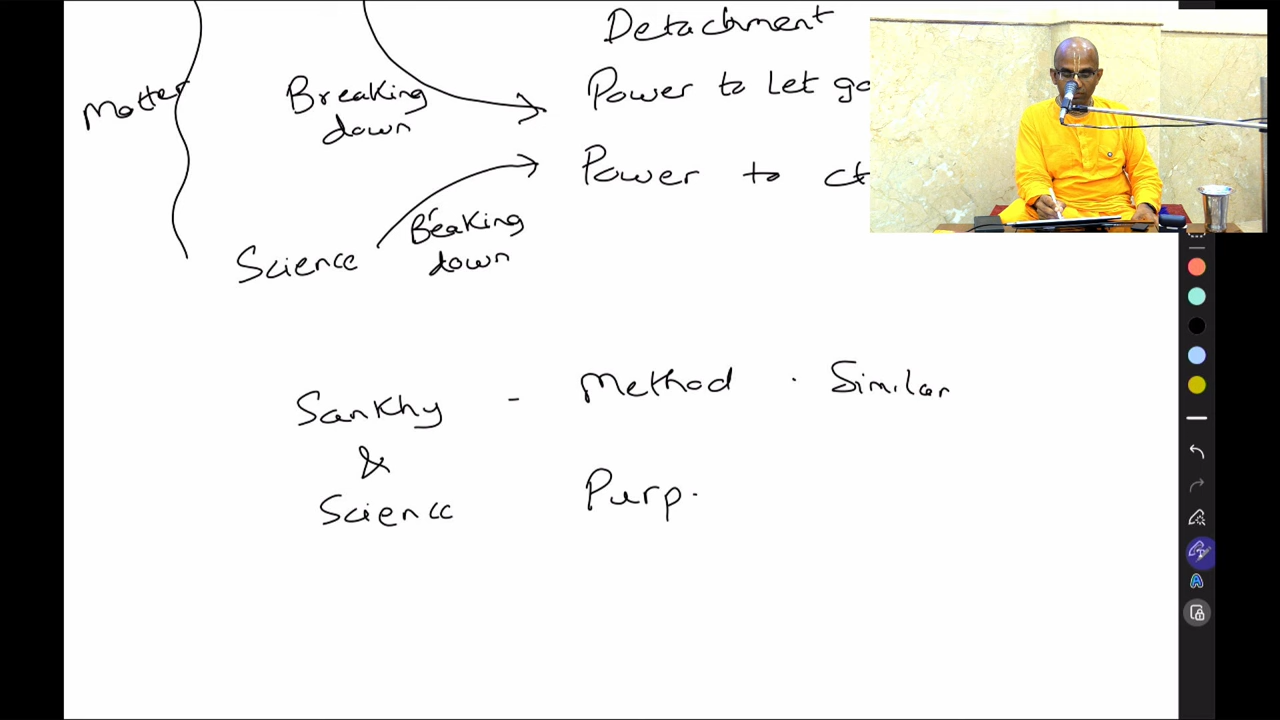 Detachment
Matter
Breaking
down
Power to let go
Power to
Breaking
down
Science
Sankhy - Method . Similar
&
Science Purp.